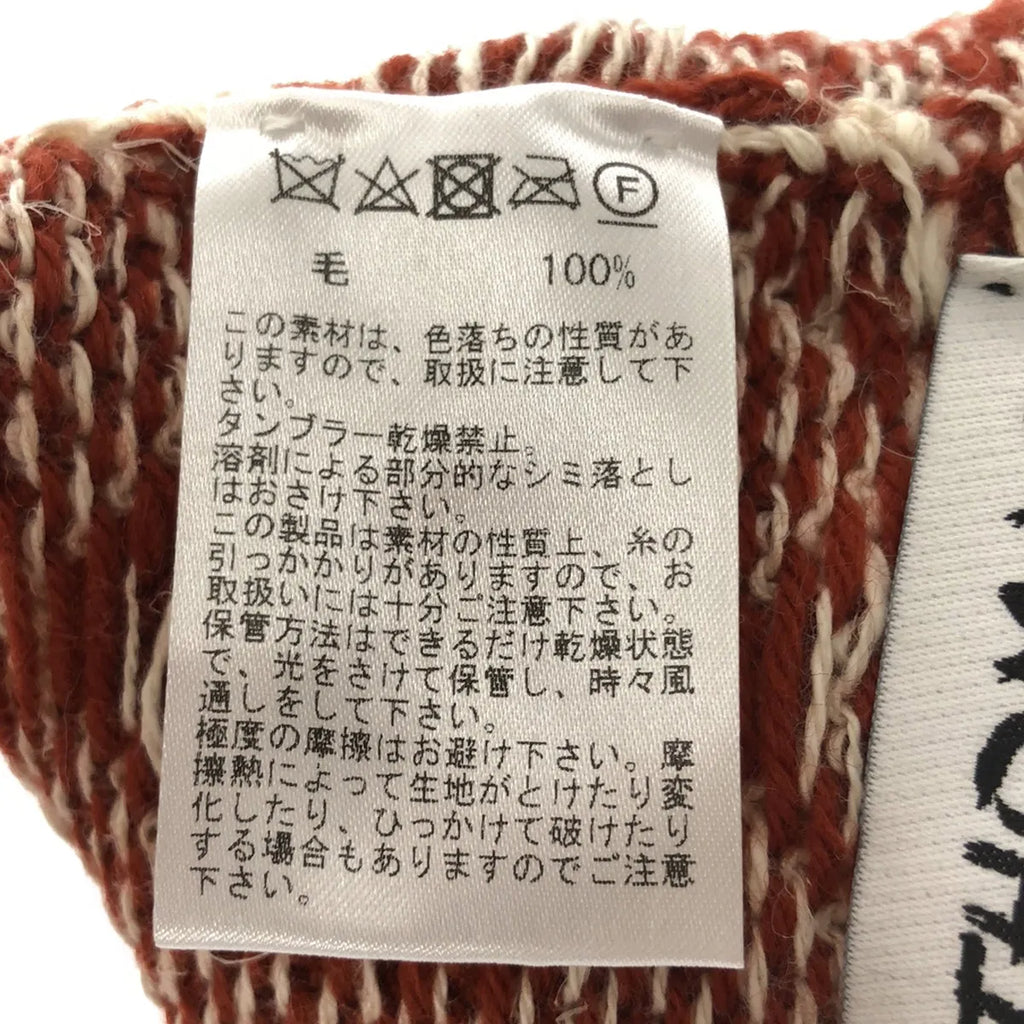 F
毛 100%
この素材は、色落ちの性質があ
りますので、取扱に注意して下
さい。
タンブラー乾燥禁止。
溶剤による部分的なシミ落とし
はおさけ下さい。
この製品は素材の性質上、糸の
引っかかりがありますので、お
取扱いには十分ご注意下さい。
保管方法はできるだけ乾燥状態
で、光をさけて保管し、時々風
通しをして下さい。
極度の摩擦はお避け下さい。摩
擦熱によって生地がとけたり変
化したり、ひっかけて破けたり
する場合もありますのでご注意
下さい。